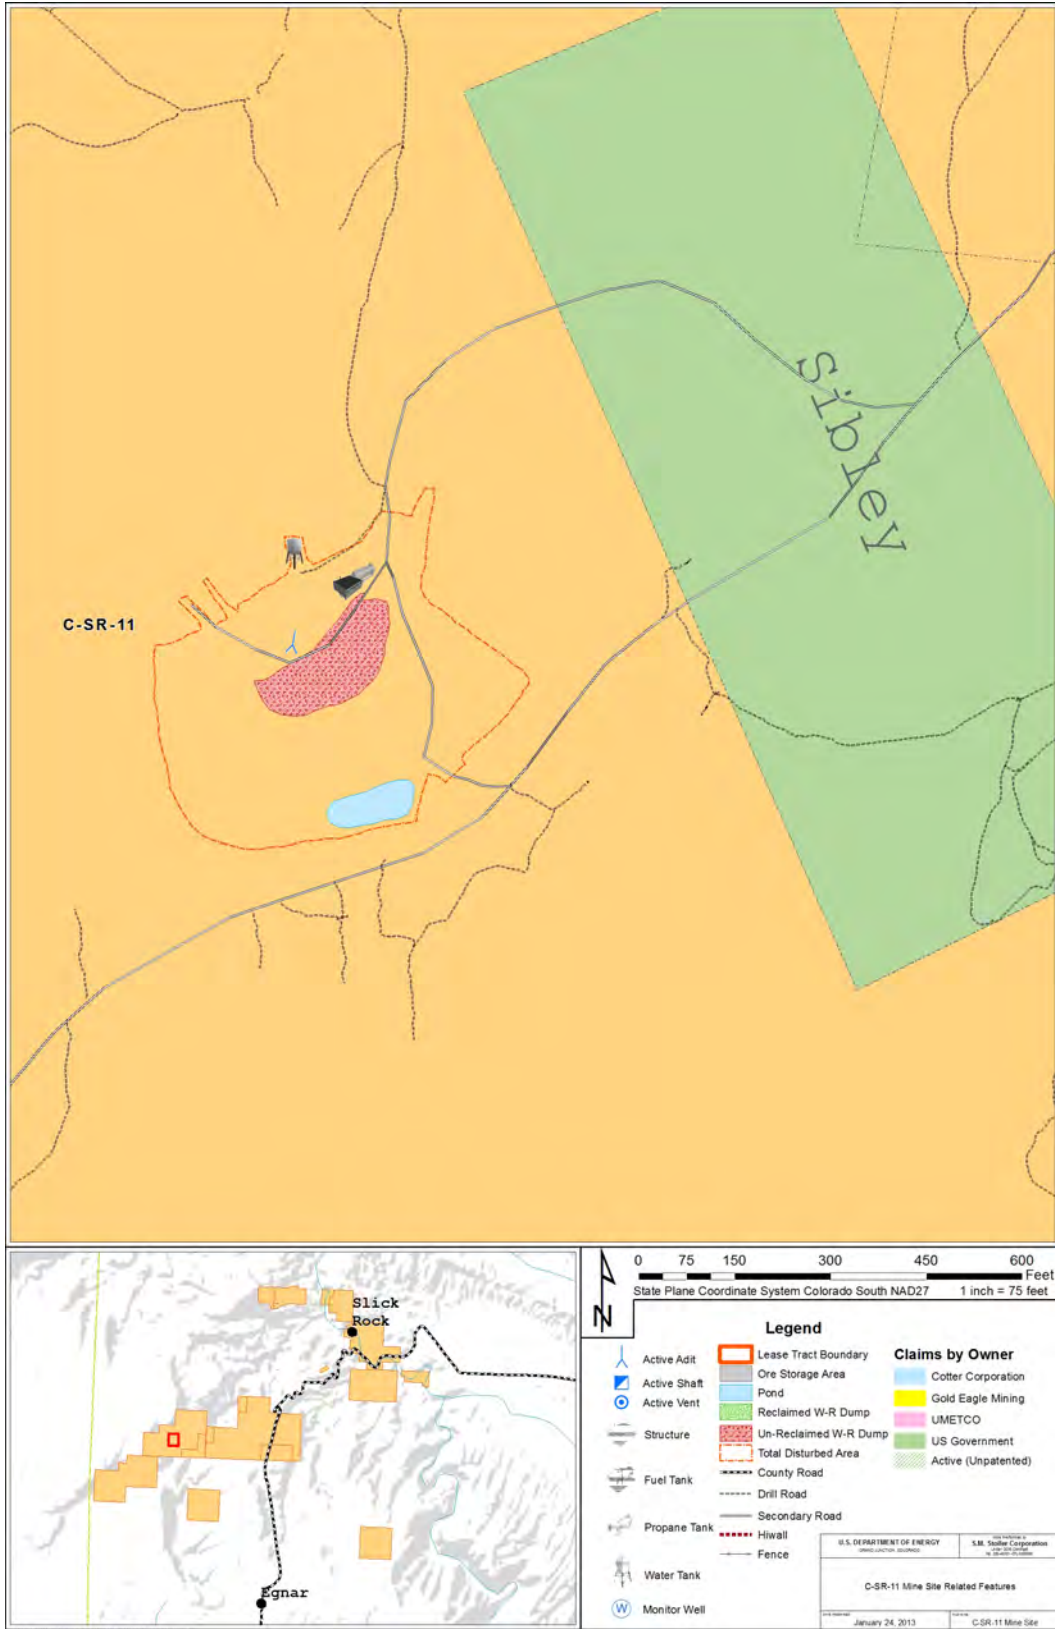 Sibley
C-SR-11
Slick
Rock
Egnar
N
0 75 150 300 450 600
Feet
State Plane Coordinate System Colorado South NAD27 1 inch = 75 feet
Legend
Active Adit
Active Shaft
Active Vent
Structure
Fuel Tank
Propane Tank
Water Tank
W Monitor Well
Lease Tract Boundary
Ore Storage Area
Pond
Reclaimed W-R Dump
Un-Reclaimed W-R Dump
Total Disturbed Area
County Road
Drill Road
Secondary Road
Hiwall
Fence
Claims by Owner
Cotter Corporation
Gold Eagle Mining
UMETCO
US Government
Active (Unpatented)
U.S. DEPARTMENT OF ENERGY
GRAND JUNCTION, COLORADO
S.M. Stoller Corporation
C-SR-11 Mine Site Related Features
January 24, 2013
C-SR-11 Mine Site